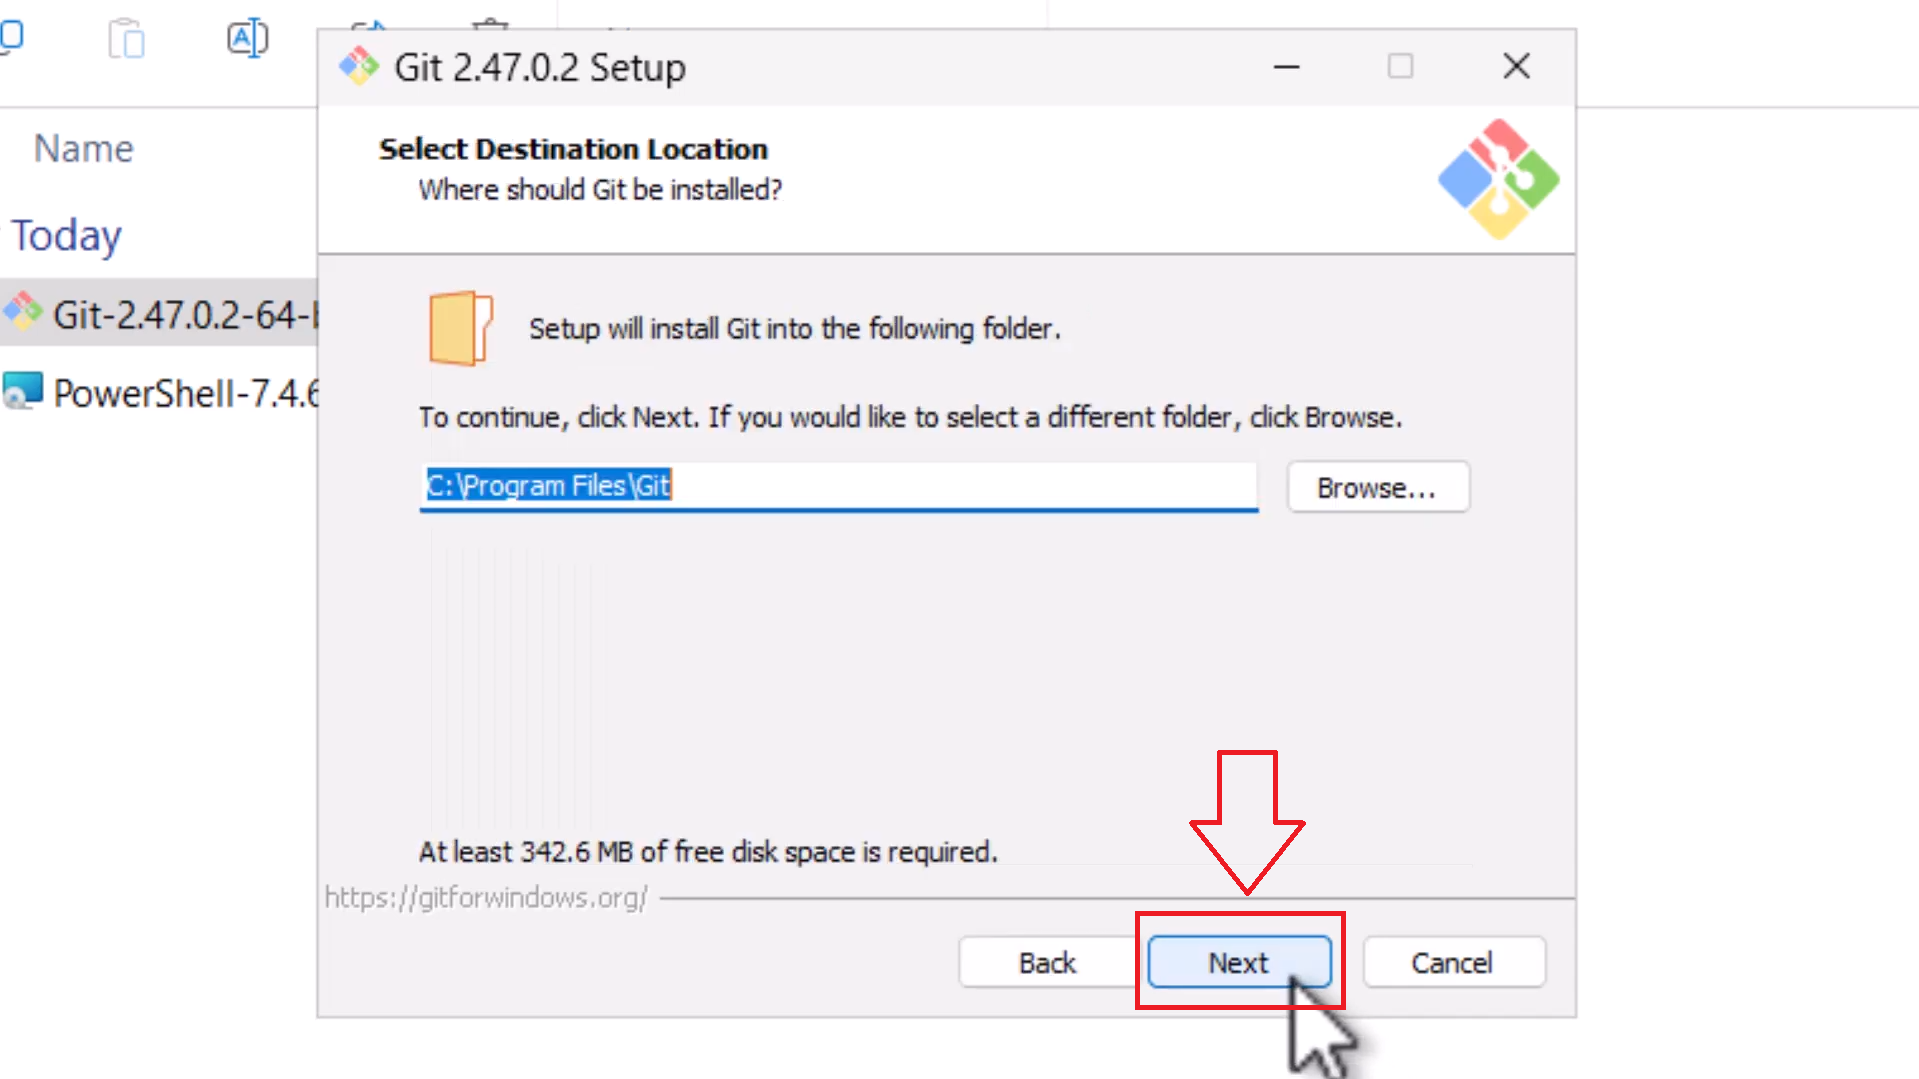 Git 2.47.0.2 Setup
Name
Select Destination Location
Where should Git be installed?
Today
Git-2.47.0.2-64-
Setup will install Git into the following folder.
PowerShell-7.4.6
To continue, click Next. If you would like to select a different folder, click Browse.
C:\Program Files\Git
Browse...
At least 342.6 MB of free disk space is required.
https://gitforwindows.org/
Back
Next
Cancel